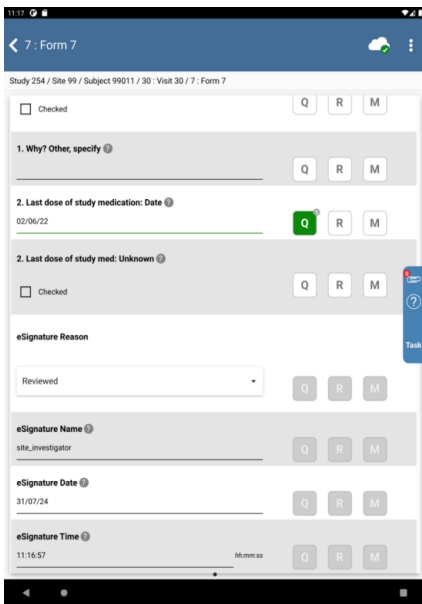 11:17
7 : Form 7
Study 254 / Site 99 / Subject 99011 / 30 : Visit 30 / 7 : Form 7
Checked
Q R M
1. Why? Other, specify
Q R M
2. Last dose of study medication: Date
02/06/22
Q R M
2. Last dose of study med: Unknown
Checked
Q R M
Task
eSignature Reason
Reviewed
Q R M
eSignature Name
site_investigator
Q R M
eSignature Date
31/07/24
Q R M
eSignature Time
11:16:57 hh:mm:ss
Q R M